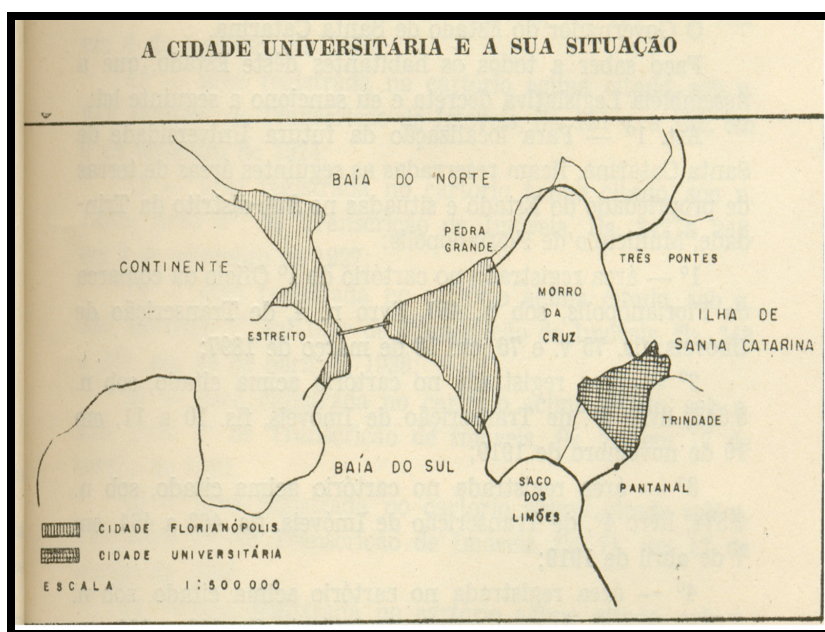 A CIDADE UNIVERSITÁRIA E A SUA SITUAÇÃO
BAÍA DO NORTE
PEDRA
GRANDE
TRÊS PONTES
CONTINENTE
MORRO
DA
CRUZ
ILHA DE
SANTA CATARINA
ESTREITO
TRINDADE
BAÍA DO SUL
SACO
DOS
LIMÕES
PANTANAL
CIDADE FLORIANÓPOLIS
CIDADE UNIVERSITÁRIA
ESCALA 1:500 000